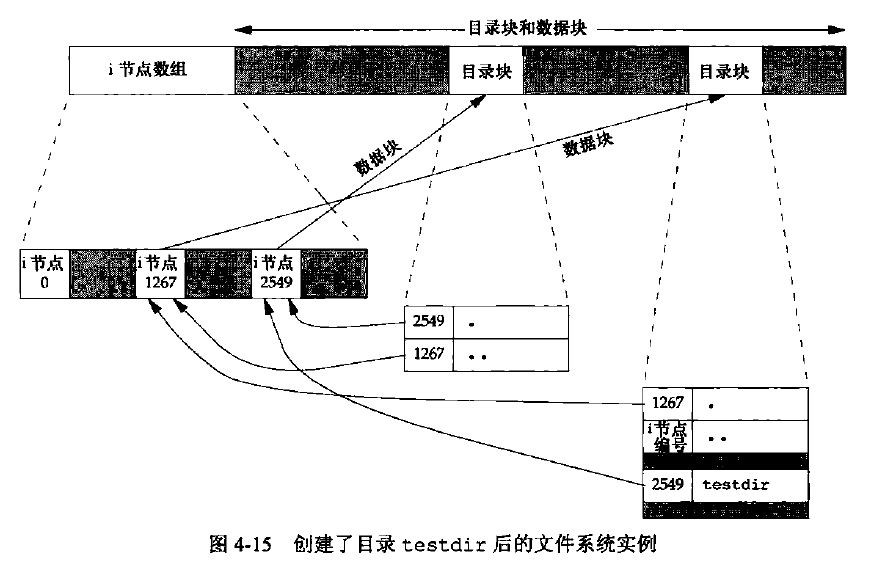 目录块和数据块
i 节点数组
目录块
目录块
数据块
数据块
i 节点
0
i 节点
1267
i 节点
2549
2549 .
1267 ..
1267 .
i 节点
编号 ..
2549 testdir
图 4-15 创建了目录 testdir 后的文件系统实例